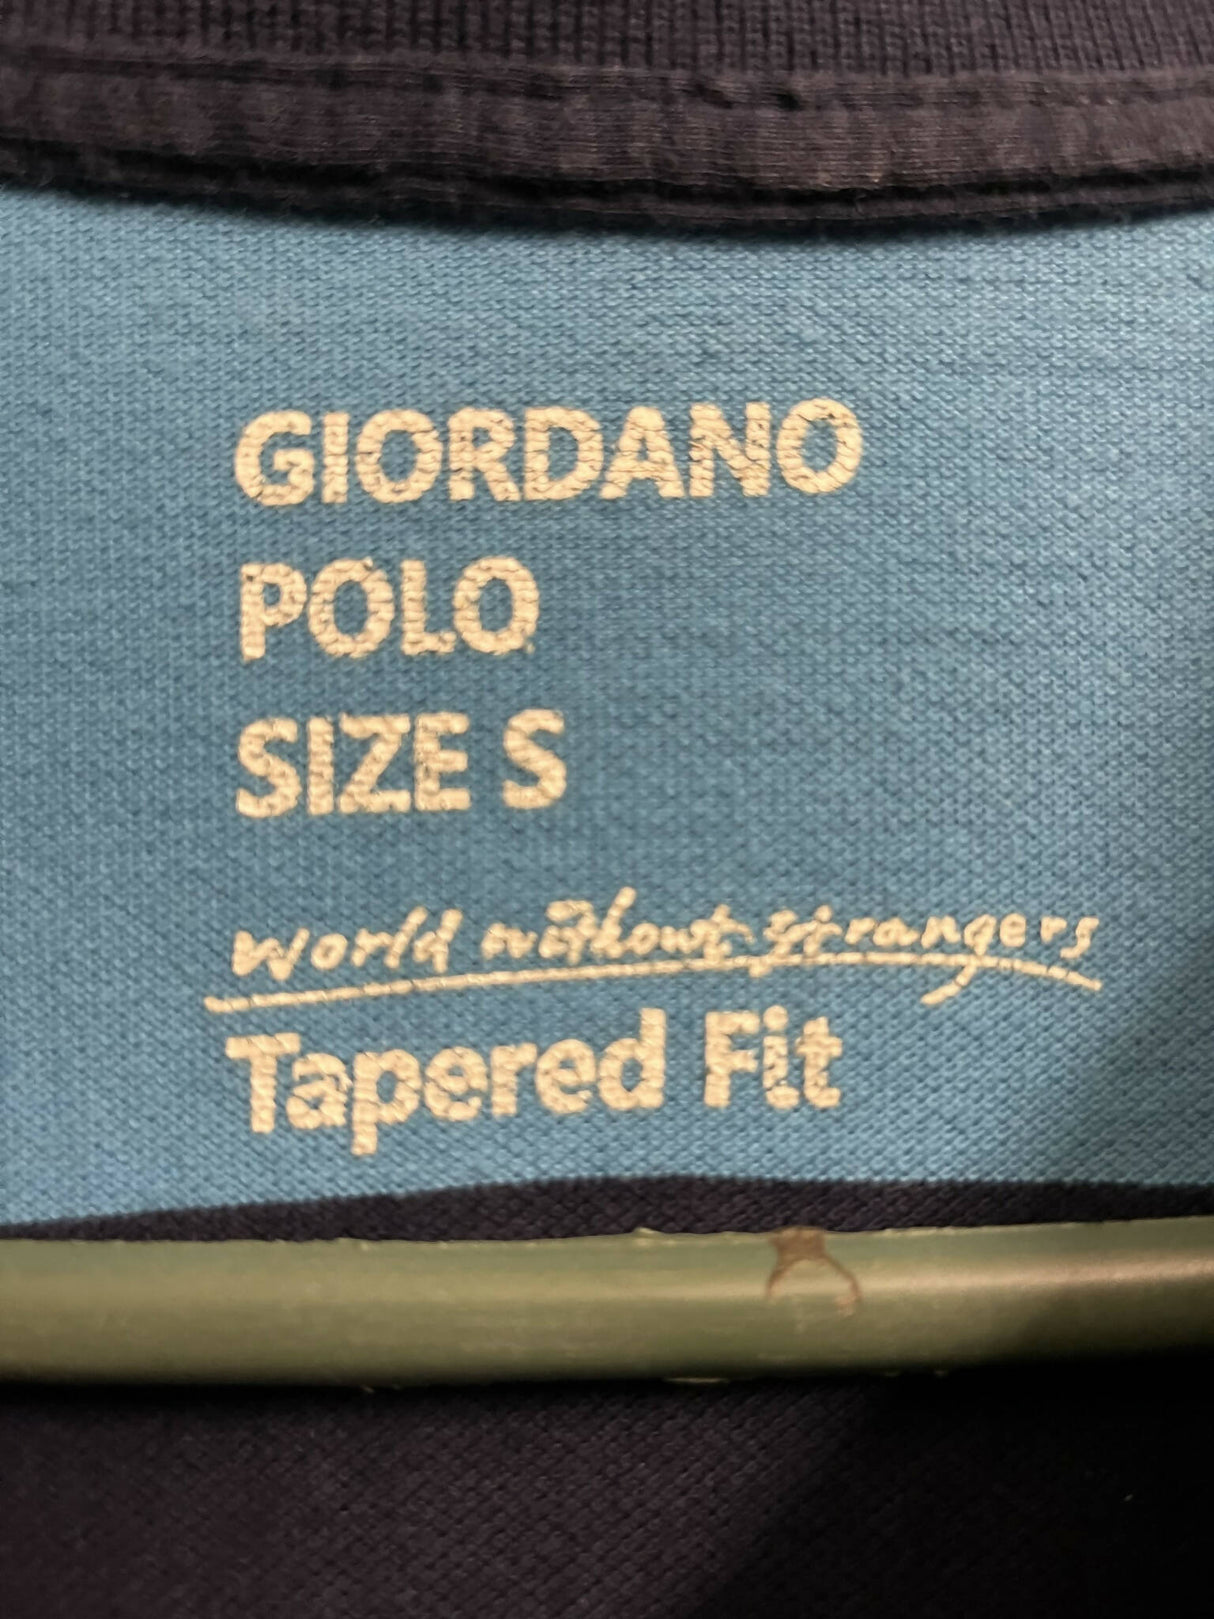 GIORDANO
POLO
SIZE S
World without strangers
Tapered Fit